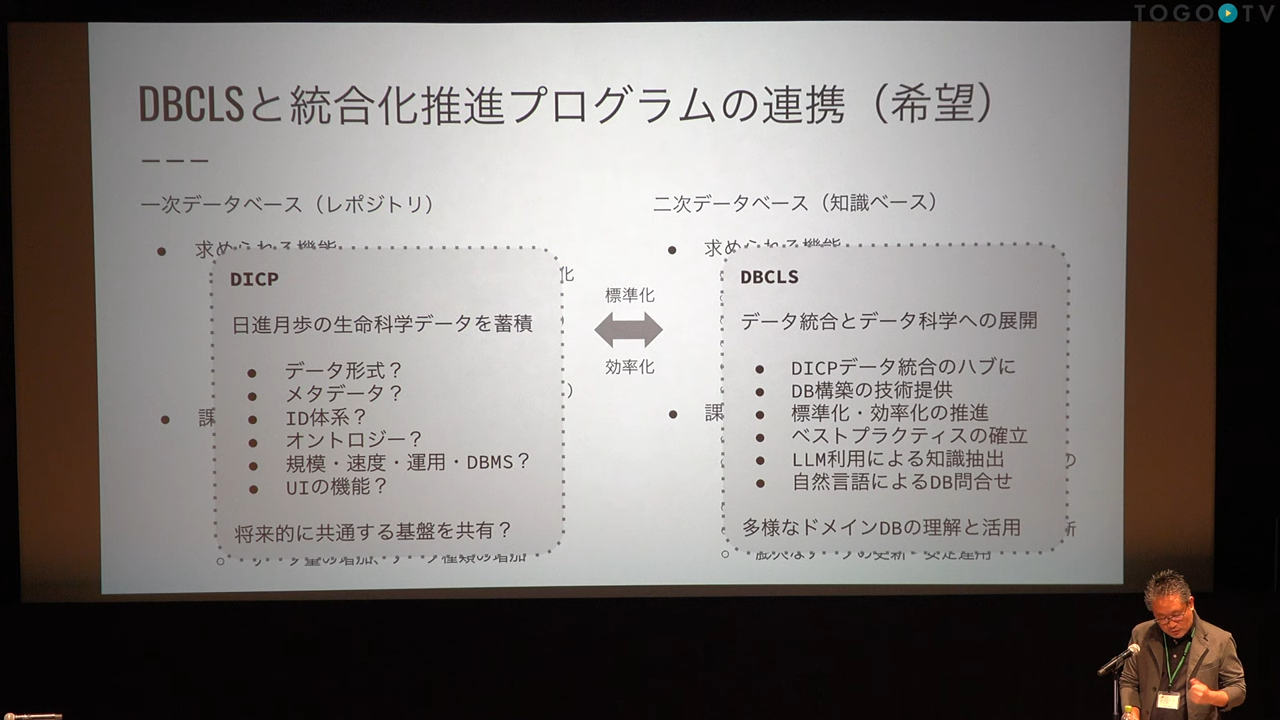 TOGO TV
DBCLSと統合化推進プログラムの連携（希望）
一次データベース（レポジトリ）
● 求められる機能
化
）
● 課
DICP
日進月歩の生命科学データを蓄積
● データ形式？
● メタデータ？
● ID体系？
● オントロジー？
● 規模・速度・運用・DBMS？
● UIの機能？
将来的に共通する基盤を共有？
標準化
効率化
二次データベース（知識ベース）
● 求められる機能
● 課
の
新
DBCLS
データ統合とデータ科学への展開
● DICPデータ統合のハブに
● DB構築の技術提供
● 標準化・効率化の推進
● ベストプラクティスの確立
● LLM利用による知識抽出
● 自然言語によるDB問合せ
多様なドメインDBの理解と活用